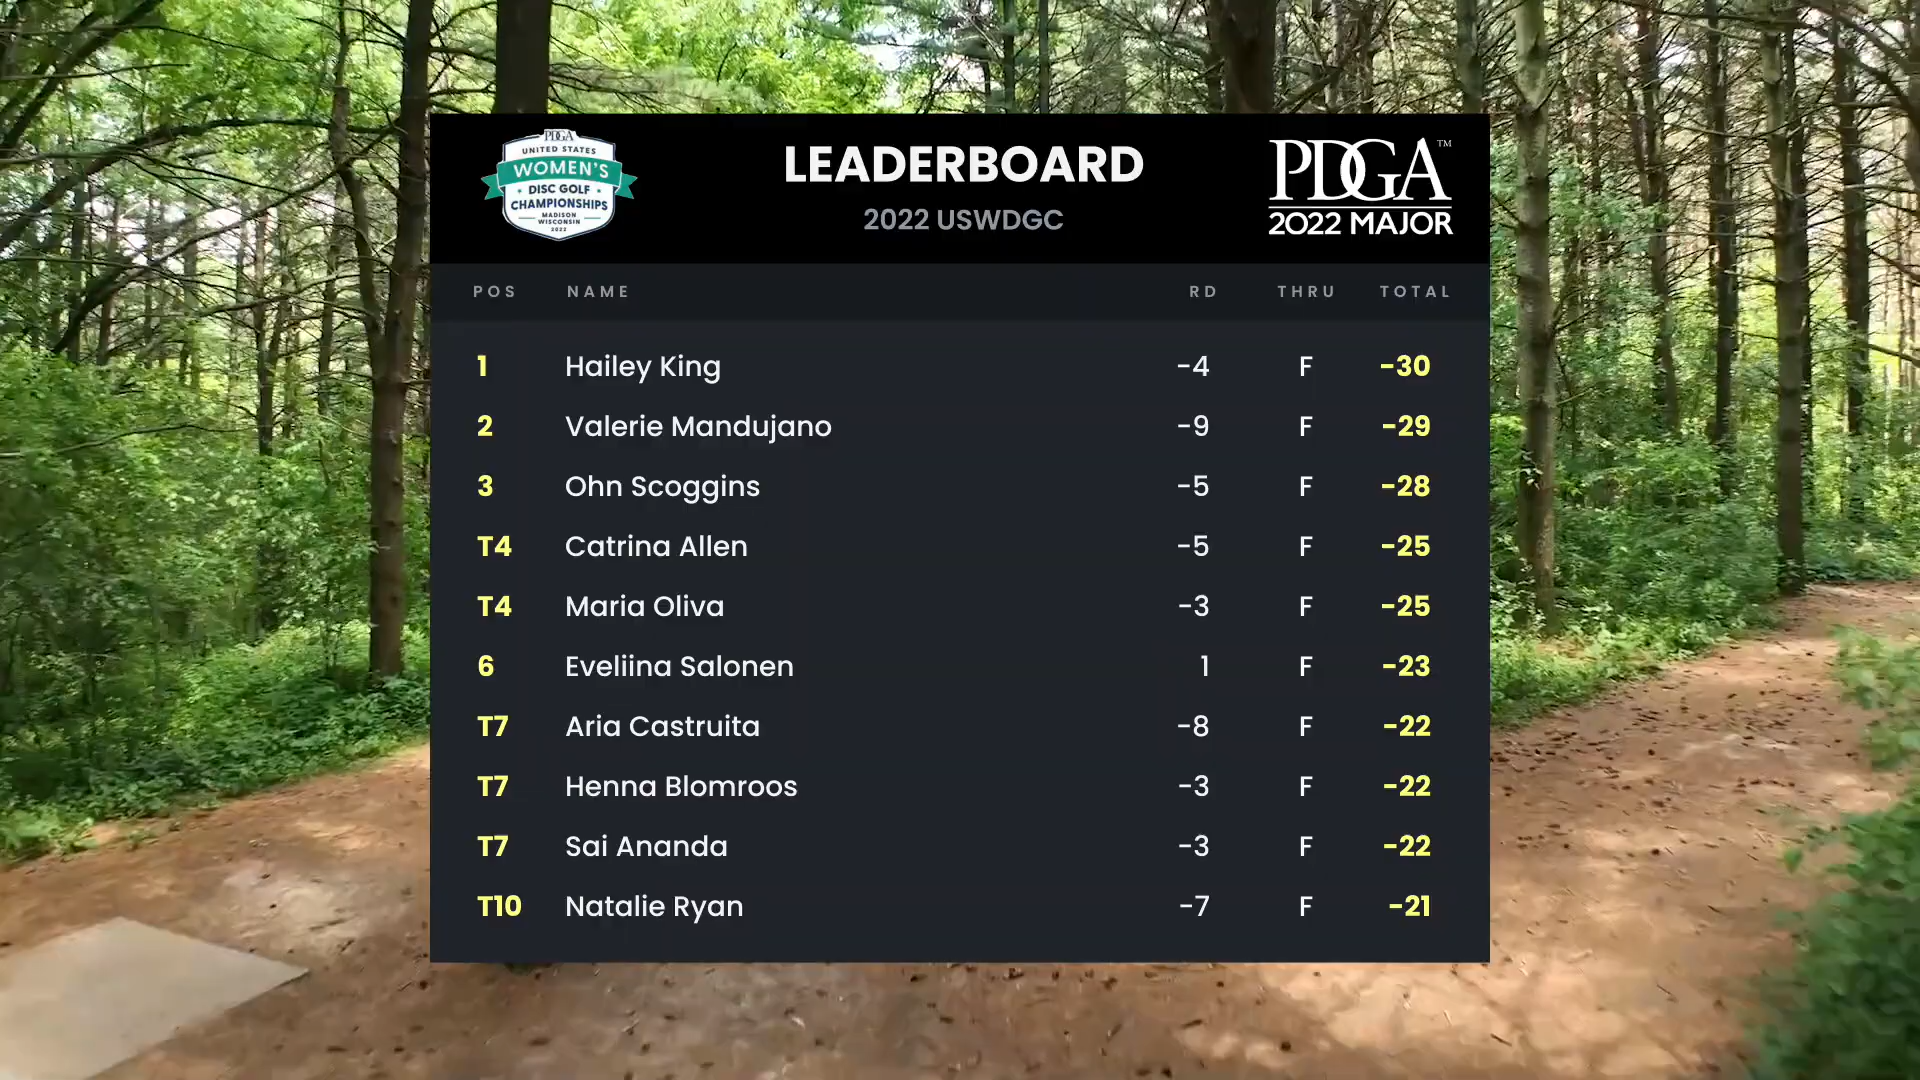 PDGA
UNITED STATES
WOMEN'S
DISC GOLF
CHAMPIONSHIPS
MADISON
WISCONSIN
2022
LEADERBOARD
2022 USWDGC
PDGA™
2022 MAJOR
POS NAME RD THRU TOTAL
1 Hailey King -4 F -30
2 Valerie Mandujano -9 F -29
3 Ohn Scoggins -5 F -28
T4 Catrina Allen -5 F -25
T4 Maria Oliva -3 F -25
6 Eveliina Salonen 1 F -23
T7 Aria Castruita -8 F -22
T7 Henna Blomroos -3 F -22
T7 Sai Ananda -3 F -22
T10 Natalie Ryan -7 F -21